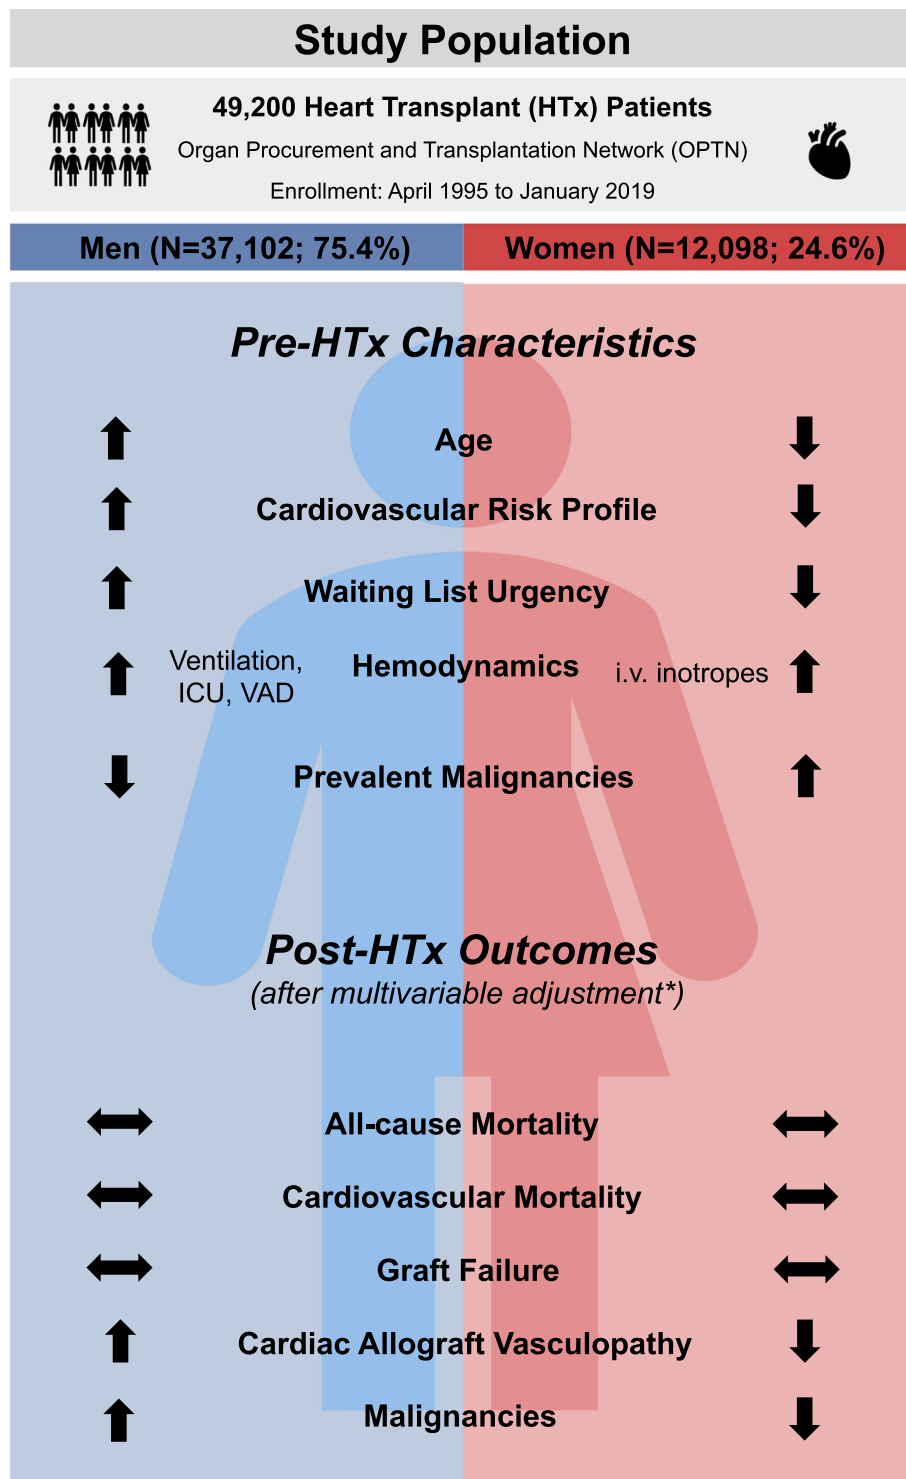 Study Population
49,200 Heart Transplant (HTx) Patients
Organ Procurement and Transplantation Network (OPTN)
Enrollment: April 1995 to January 2019
Men (N=37,102; 75.4%)
Women (N=12,098; 24.6%)
Pre-HTx Characteristics
Age
Cardiovascular Risk Profile
Waiting List Urgency
Ventilation,
ICU, VAD
Hemodynamics
i.v. inotropes
Prevalent Malignancies
Post-HTx Outcomes
(after multivariable adjustment*)
All-cause Mortality
Cardiovascular Mortality
Graft Failure
Cardiac Allograft Vasculopathy
Malignancies